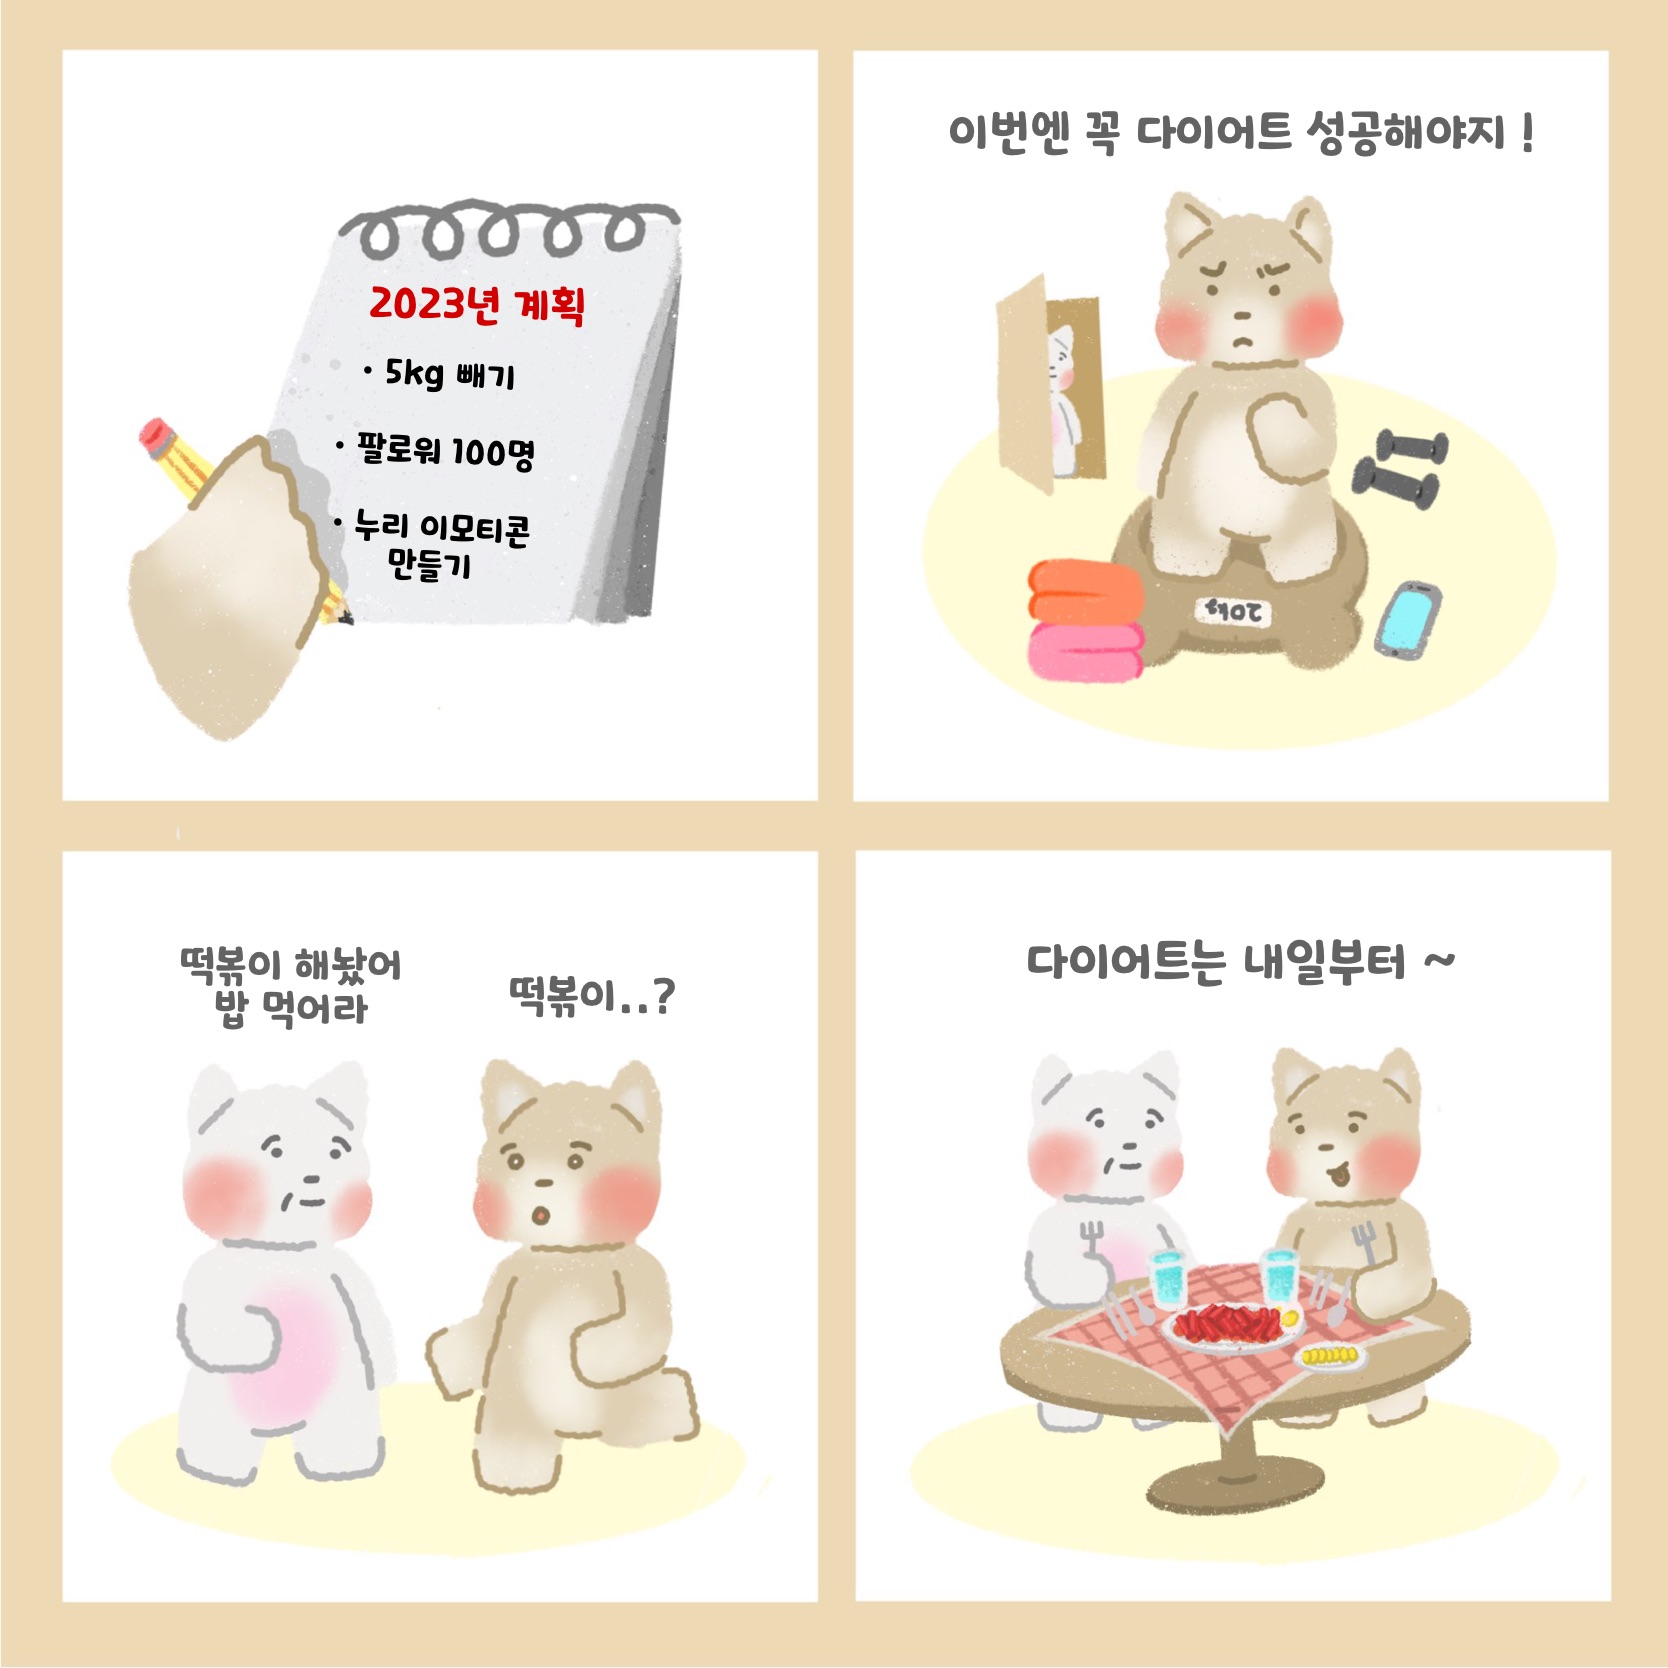 2023년 계획
· 5kg 빼기
· 팔로워 100명
· 누리 이모티콘
만들기
이번엔 꼭 다이어트 성공해야지 !
20kg
떡볶이 해놨어
밥 먹어라
떡볶이..?
다이어트는 내일부터 ~